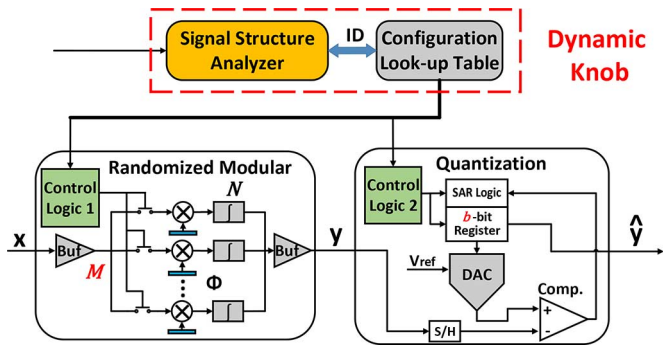 Signal Structure
Analyzer
ID
Configuration
Look-up Table
Dynamic
Knob
Randomized Modular
Control
Logic 1
N
x
Buf
M
Φ
Buf
y
Quantization
Control
Logic 2
SAR Logic
b-bit
Register
ŷ
Vref
DAC
Comp.
+
-
S/H
∫
∫
∫